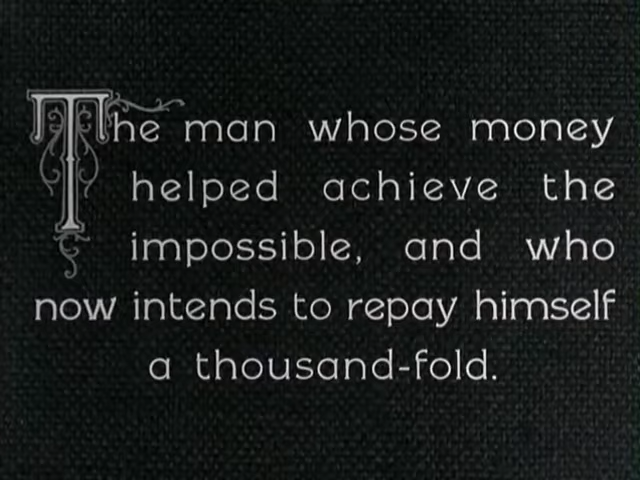 The man whose money
helped achieve the
impossible, and who
now intends to repay himself
a thousand-fold.